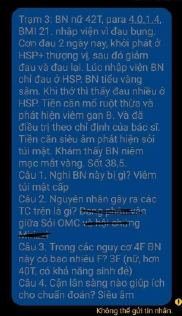 Trạm 3: BN nữ 42T, para 4.0.1.4,
BMI 21. nhập viện vì đau bụng.
Cơn đau 2 ngày nay, khởi phát ở
HSP+ thượng vị, sau đó giảm
đau và đau lại. Lúc nhập viện BN
chỉ đau ở HSP. BN tiểu vàng
sậm. Khi thở thì thấy đau nhiều ở
HSP. Tiền căn mổ ruột thừa và
phát hiện viêm gan B. Và đã
điều trị theo chỉ định của bác sĩ.
Tiền căn siêu âm phát hiện sỏi
túi mật. Khám thấy BN niêm
mạc mắt vàng. Sốt 38,5.
Câu 1. Nghi BN này bị gì? Viêm
túi mật cấp
Câu 2. Nguyên nhân gây ra các
TC trên là gì?
giữa Sỏi OMC và hội chứng
Câu 3. Trong các nguy cơ 4F BN
này có bao nhiêu F? 3F (nữ, hơn
40T, có khả năng sinh đẻ)
Câu 4. Cận lâm sàng nào giúp ích
cho chuẩn đoán? Siêu âm
Không thể gửi tin nhắn.